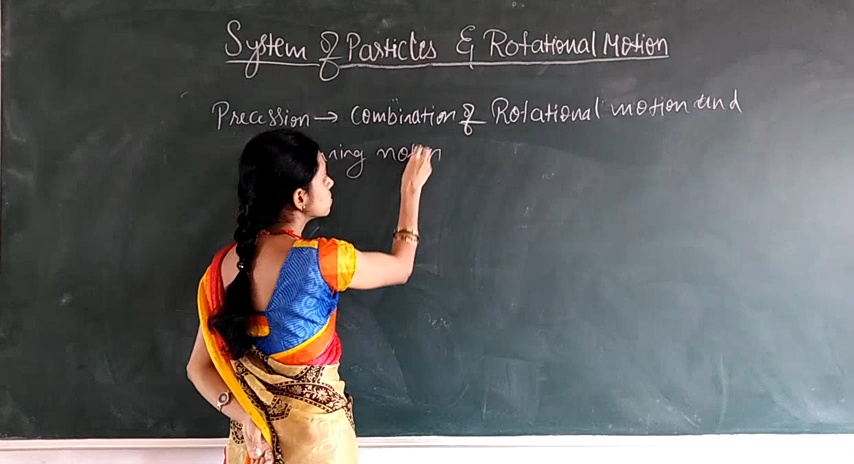 System of Particles & Rotational Motion
Precession → Combination of Rotational motion and